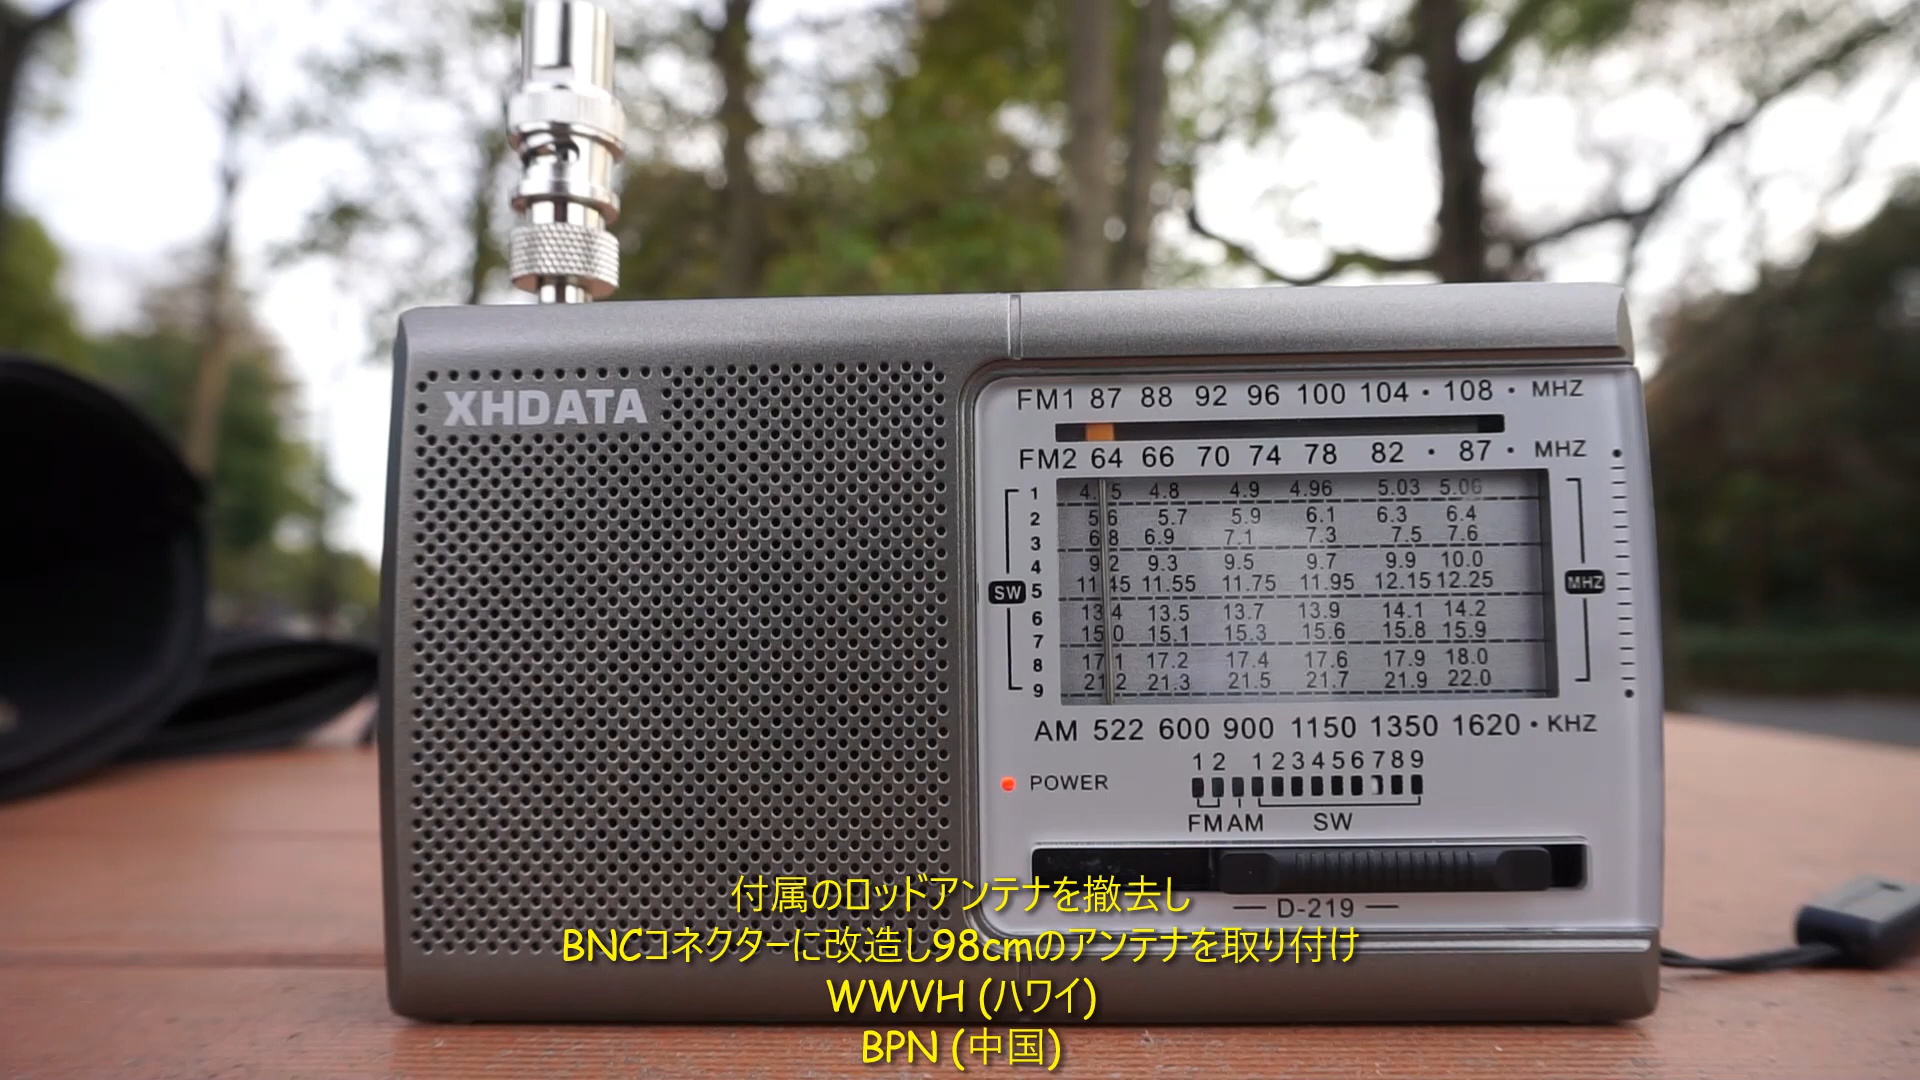 XHDATA
FM1 87 88 92 96 100 104 · 108 · MHZ
FM2 64 66 70 74 78 82 · 87 · MHZ
1 4.8 4.9 4.96 5.03 5.06
2 5.7 5.9 6.1 6.3 6.4
3 6.9 7.1 7.3 7.5 7.6
4 9.3 9.5 9.7 9.9 10.0
SW 5 11.55 11.75 11.95 12.15 12.25 MHZ
6 13.5 13.7 13.9 14.1 14.2
7 15.1 15.3 15.6 15.8 15.9
8 17.2 17.4 17.6 17.9 18.0
9 21.3 21.5 21.7 21.9 22.0
AM 522 600 900 1150 1350 1620 · KHZ
1 2 1 2 3 4 5 6 7 8 9
POWER
FM AM SW
D-219
付属のロッドアンテナを撤去し
BNCコネクターに改造し98cmのアンテナを取り付け
WWVH (ハワイ)
BPN (中国)